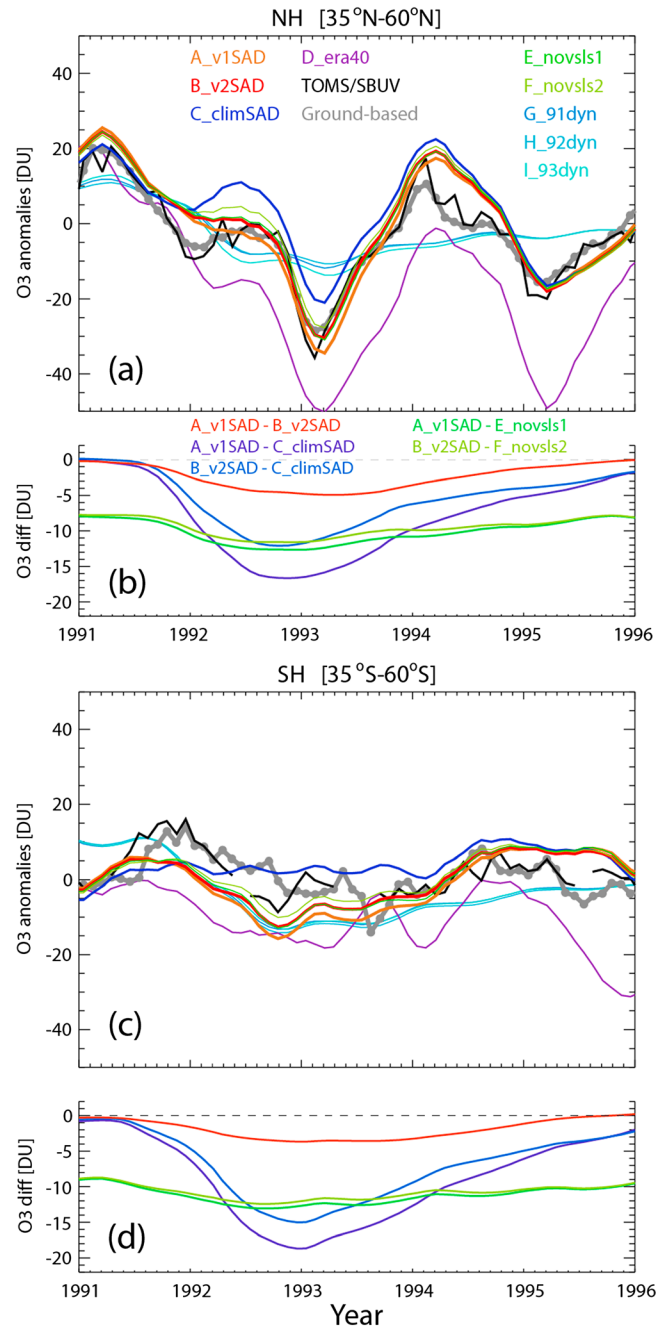 NH [35°N-60°N]
A_v1SAD D_era40 E_novsls1
B_v2SAD TOMS/SBUV F_novsls2
C_climSAD Ground-based G_91dyn
H_92dyn
I_93dyn
40
20
0
-20
-40
O3 anomalies [DU]
(a)
A_v1SAD - B_v2SAD A_v1SAD - E_novsls1
A_v1SAD - C_climSAD B_v2SAD - F_novsls2
B_v2SAD - C_climSAD
0
-5
-10
-15
-20
O3 diff [DU]
(b)
1991 1992 1993 1994 1995 1996
SH [35°S-60°S]
40
20
0
-20
-40
O3 anomalies [DU]
(c)
0
-5
-10
-15
-20
O3 diff [DU]
(d)
1991 1992 1993 1994 1995 1996
Year